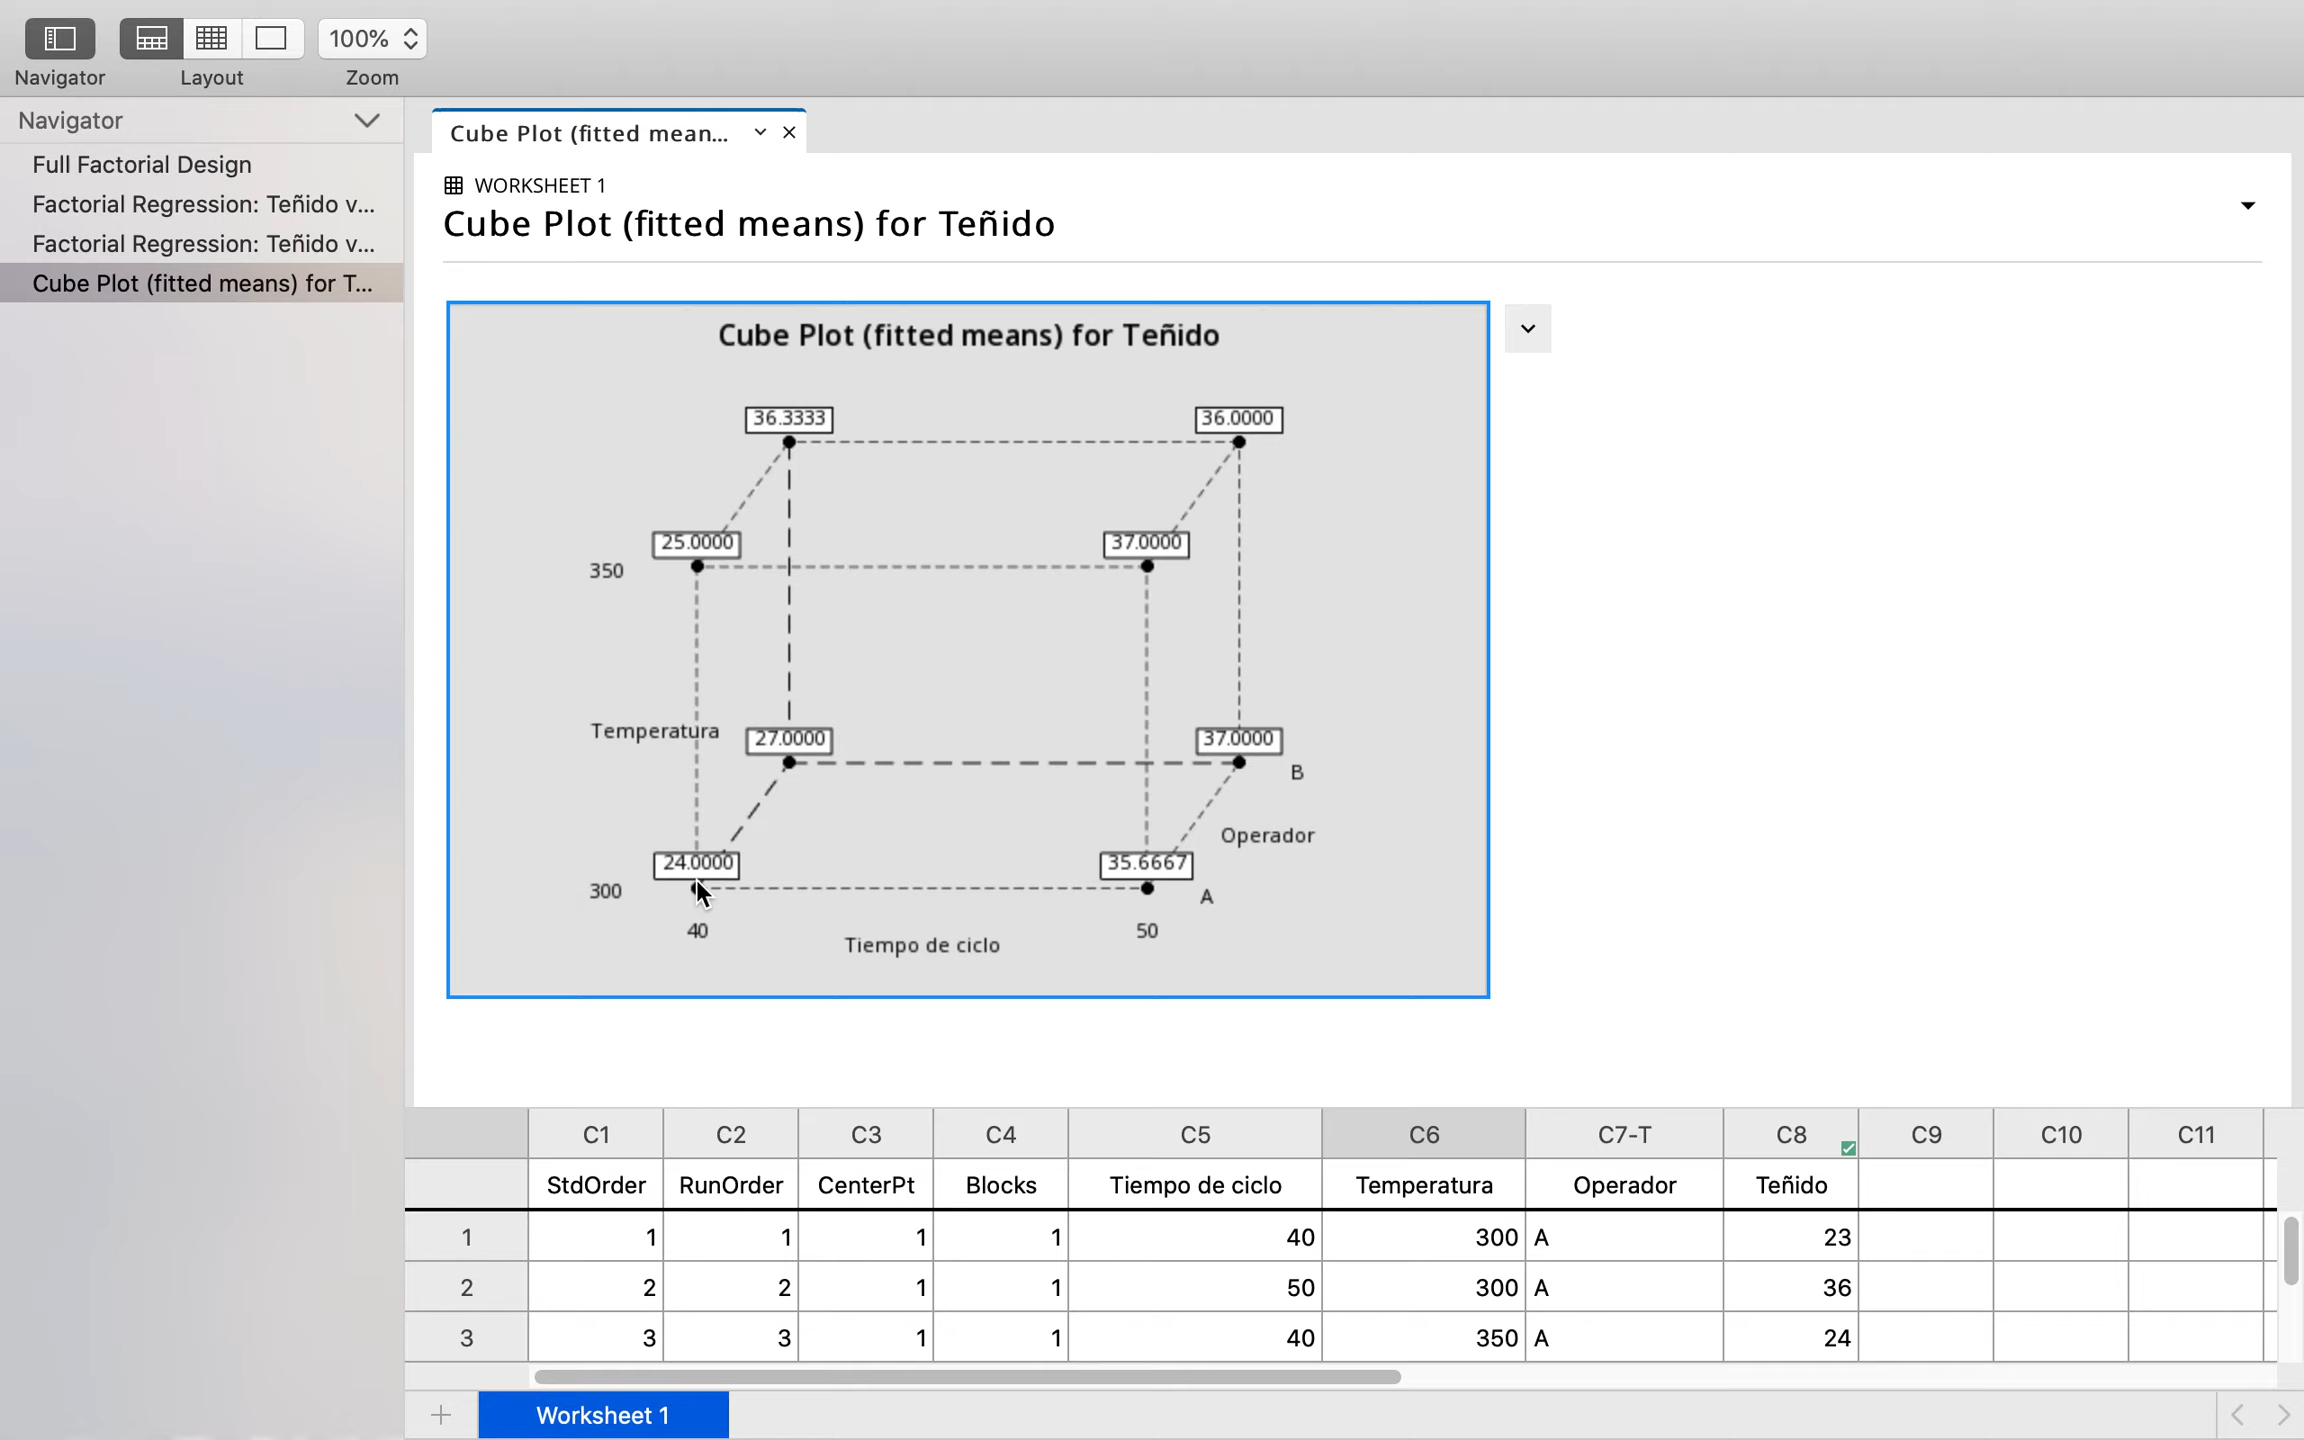 100%
Navigator Layout Zoom
Navigator
Full Factorial Design
Factorial Regression: Teñido v...
Factorial Regression: Teñido v...
Cube Plot (fitted means) for T...
Cube Plot (fitted mean...
WORKSHEET 1
Cube Plot (fitted means) for Teñido
Cube Plot (fitted means) for Teñido
36.3333 36.0000
25.0000 37.0000
350
Temperatura 27.0000 37.0000
B
Operador
24.0000 35.6667
300 A
40 50
Tiempo de ciclo
C1 C2 C3 C4 C5 C6 C7-T C8 C9 C10 C11
StdOrder RunOrder CenterPt Blocks Tiempo de ciclo Temperatura Operador Teñido
1 1 1 1 1 40 300 A 23
2 2 2 1 1 50 300 A 36
3 3 3 1 1 40 350 A 24
Worksheet 1